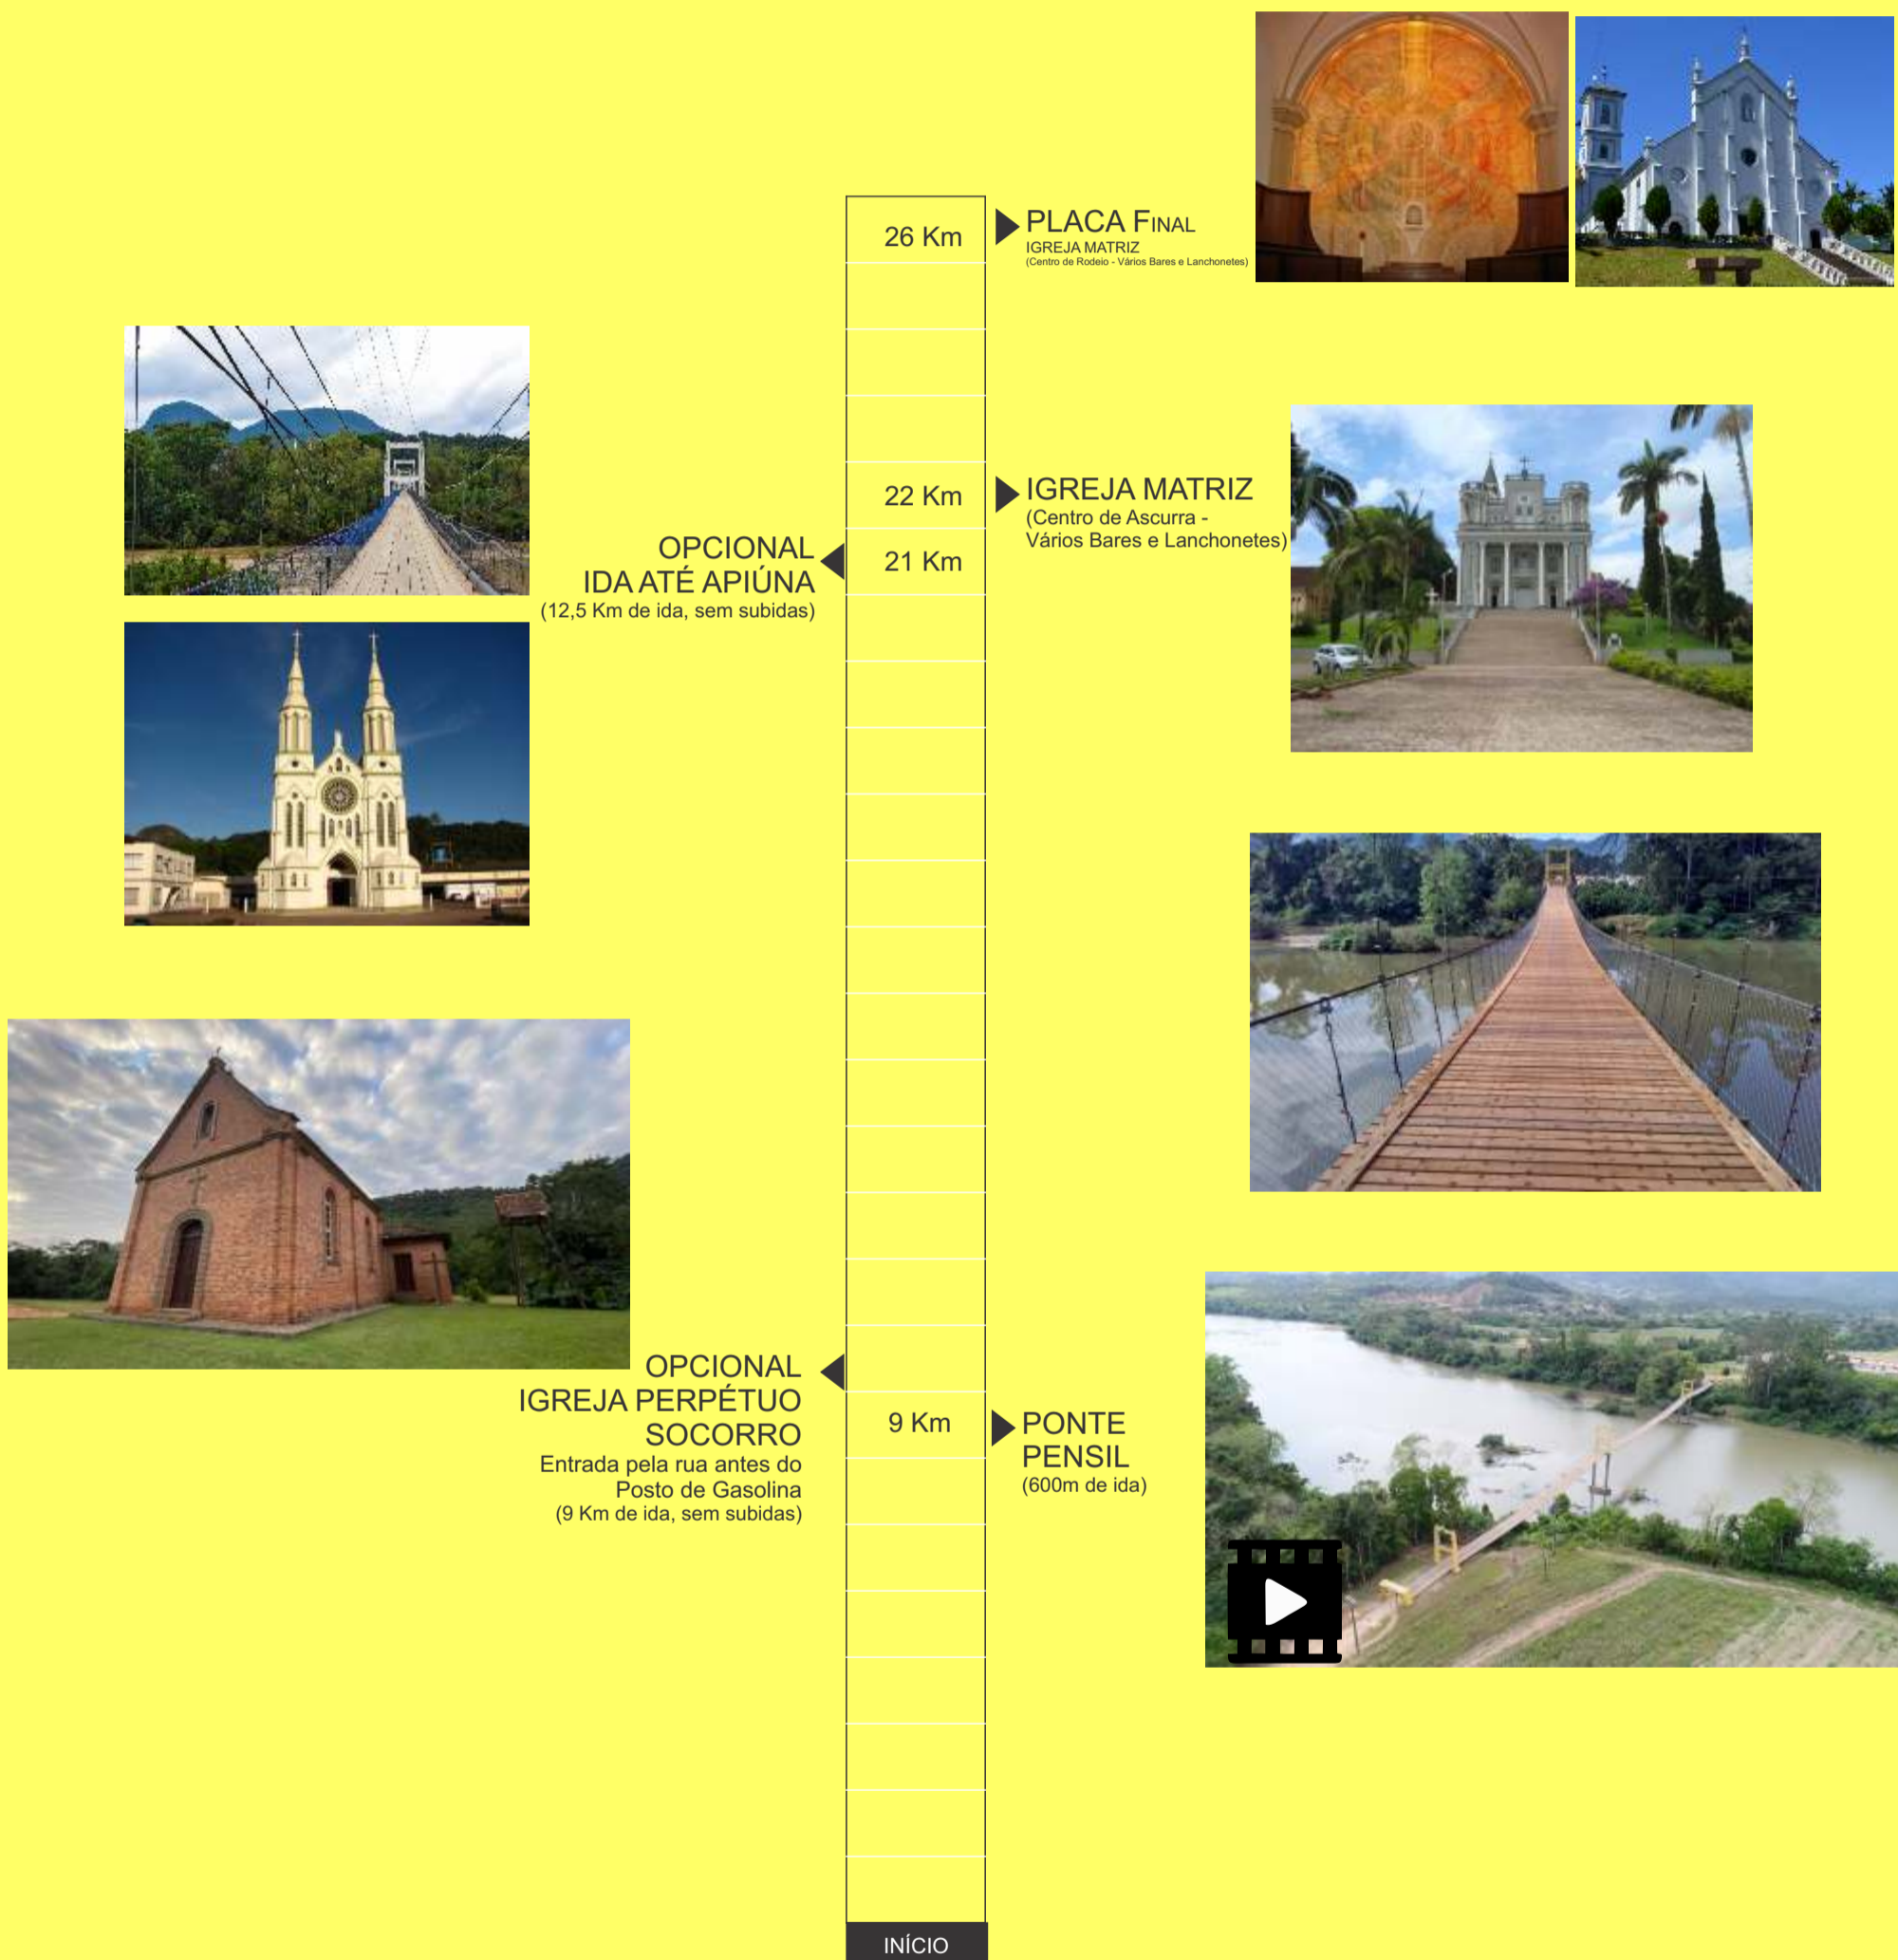 26 Km
PLACA FINAL
IGREJA MATRIZ
(Centro de Rodeio - Vários Bares e Lanchonetes)
22 Km
IGREJA MATRIZ
(Centro de Ascurra -
Vários Bares e Lanchonetes)
OPCIONAL
IDA ATÉ APIÚNA
(12,5 Km de ida, sem subidas)
21 Km
OPCIONAL
IGREJA PERPÉTUO
SOCORRO
Entrada pela rua antes do
Posto de Gasolina
(9 Km de ida, sem subidas)
9 Km
PONTE
PENSIL
(600m de ida)
INÍCIO